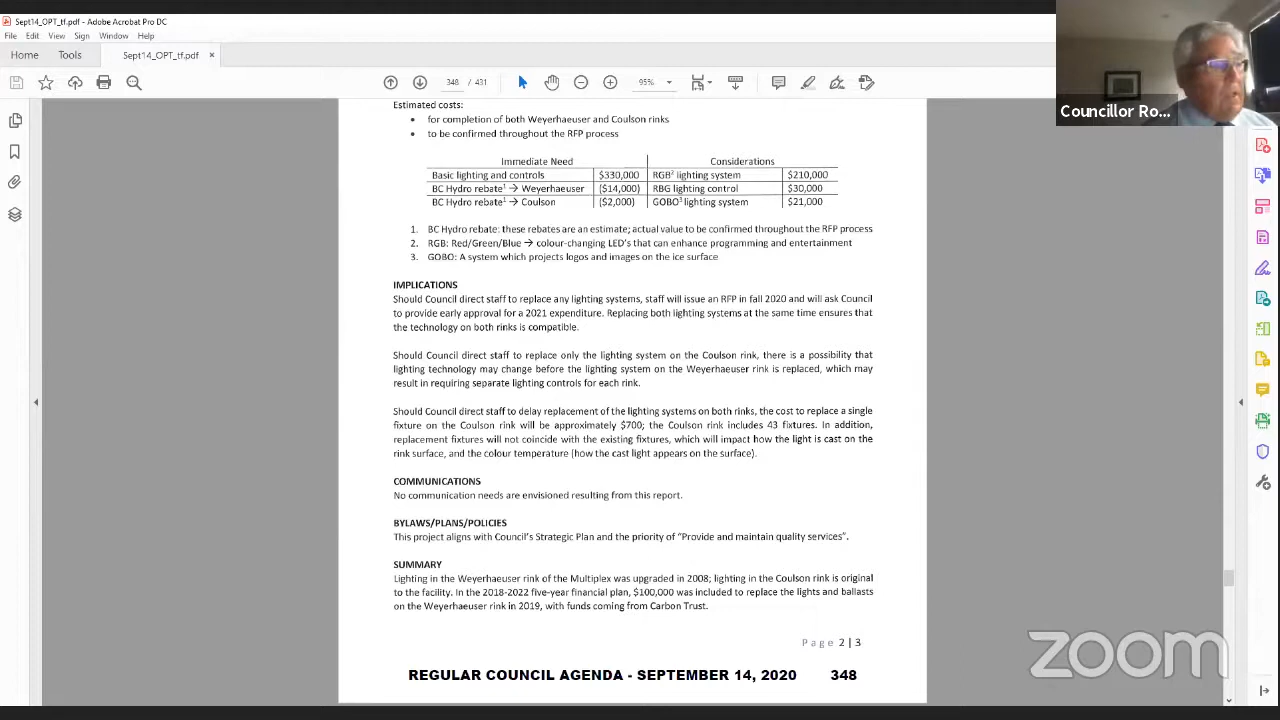 Sept14_OPT_tf.pdf - Adobe Acrobat Pro DC
File Edit View Sign Window Help
Home Tools Sept14_OPT_tf.pdf ×
348 / 431 95%
Councillor Ro...
Estimated costs:
• for completion of both Weyerhaeuser and Coulson rinks
• to be confirmed throughout the RFP process
Immediate Need Considerations
Basic lighting and controls $330,000 RGB² lighting system $210,000
BC Hydro rebate¹ → Weyerhaeuser ($14,000) RBG lighting control $30,000
BC Hydro rebate¹ → Coulson ($2,000) GOBO³ lighting system $21,000
1. BC Hydro rebate: these rebates are an estimate; actual value to be confirmed throughout the RFP process
2. RGB: Red/Green/Blue → colour-changing LED's that can enhance programming and entertainment
3. GOBO: A system which projects logos and images on the ice surface
IMPLICATIONS
Should Council direct staff to replace any lighting systems, staff will issue an RFP in fall 2020 and will ask Council
to provide early approval for a 2021 expenditure. Replacing both lighting systems at the same time ensures that
the technology on both rinks is compatible.
Should Council direct staff to replace only the lighting system on the Coulson rink, there is a possibility that
lighting technology may change before the lighting system on the Weyerhaeuser rink is replaced, which may
result in requiring separate lighting controls for each rink.
Should Council direct staff to delay replacement of the lighting systems on both rinks, the cost to replace a single
fixture on the Coulson rink will be approximately $700; the Coulson rink includes 43 fixtures. In addition,
replacement fixtures will not coincide with the existing fixtures, which will impact how the light is cast on the
rink surface, and the colour temperature (how the cast light appears on the surface).
COMMUNICATIONS
No communication needs are envisioned resulting from this report.
BYLAWS/PLANS/POLICIES
This project aligns with Council's Strategic Plan and the priority of "Provide and maintain quality services".
SUMMARY
Lighting in the Weyerhaeuser rink of the Multiplex was upgraded in 2008; lighting in the Coulson rink is original
to the facility. In the 2018-2022 five-year financial plan, $100,000 was included to replace the lights and ballasts
on the Weyerhaeuser rink in 2019, with funds coming from Carbon Trust.
Page 2 | 3
REGULAR COUNCIL AGENDA - SEPTEMBER 14, 2020 348
zoom